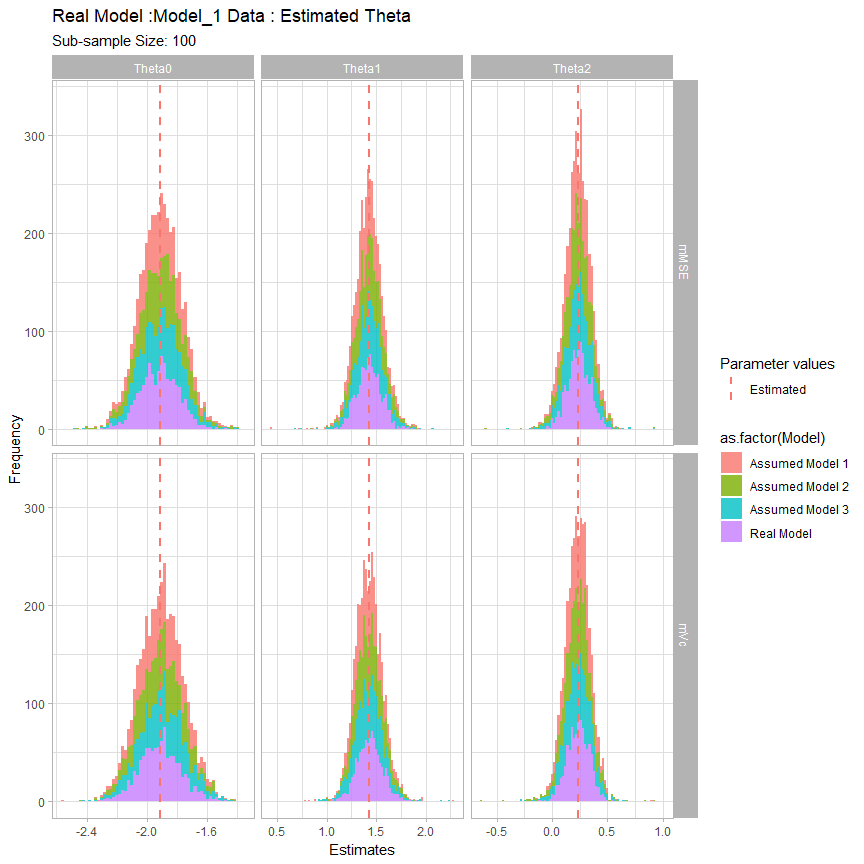 Real Model :Model_1 Data : Estimated Theta
Sub-sample Size: 100
Theta0 Theta1 Theta2
300
200
100
0
mMSE
300
200
100
0
mVc
Frequency
-2.4 -2.0 -1.6 0.5 1.0 1.5 2.0 -0.5 0.0 0.5 1.0
Estimates
Parameter values
Estimated
as.factor(Model)
Assumed Model 1
Assumed Model 2
Assumed Model 3
Real Model